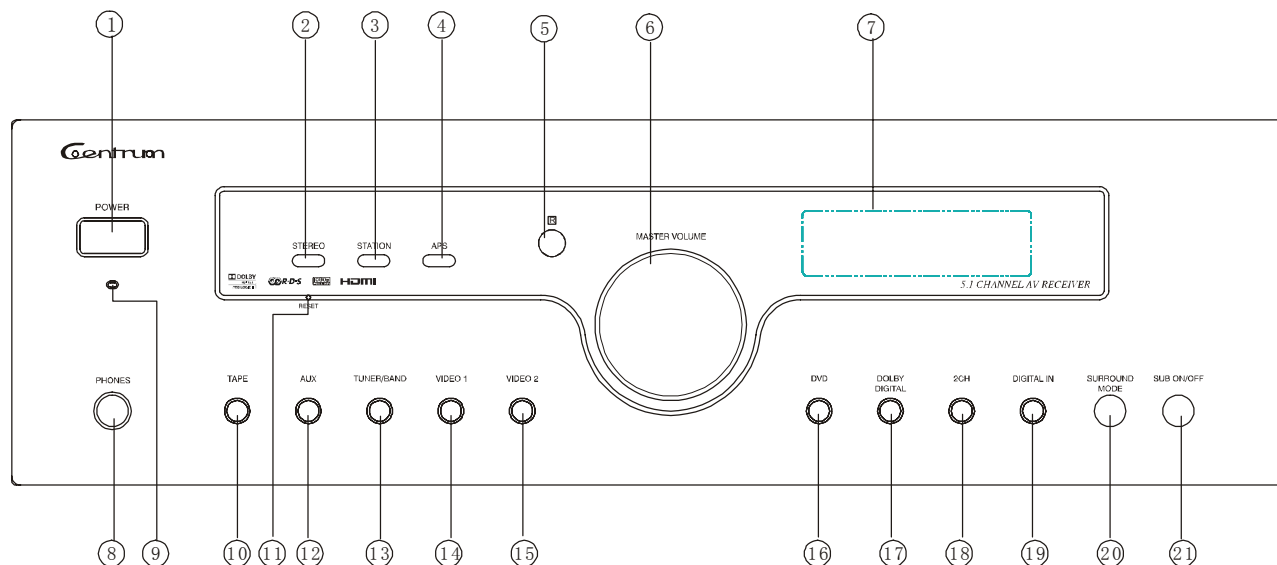 1 2 3 4 5 6 7
Centrum
POWER
R
MASTER VOLUME
STEREO STATION APS
DOLBY
R·D·S HDMI
5.1 CHANNEL AV RECEIVER
RESET
PHONES TAPE AUX TUNER/BAND VIDEO 1 VIDEO 2 DVD DOLBY DIGITAL 2CH DIGITAL IN SURROUND MODE SUB ON/OFF
8 9 10 11 12 13 14 15 16 17 18 19 20 21